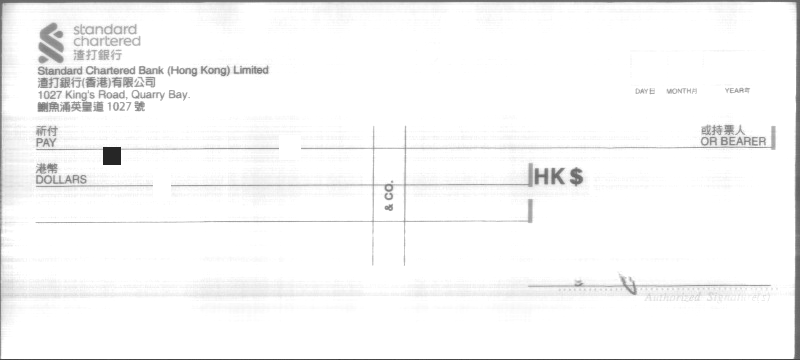 standard
chartered
渣打銀行
Standard Chartered Bank (Hong Kong) Limited
渣打銀行(香港)有限公司
1027 King's Road, Quarry Bay.
鰂魚涌英皇道 1027 號
DAY日 MONTH月 YEAR年
祈付
PAY
或持票人
OR BEARER
港幣
DOLLARS
HK $
& CO.
Authorized Signature(s)